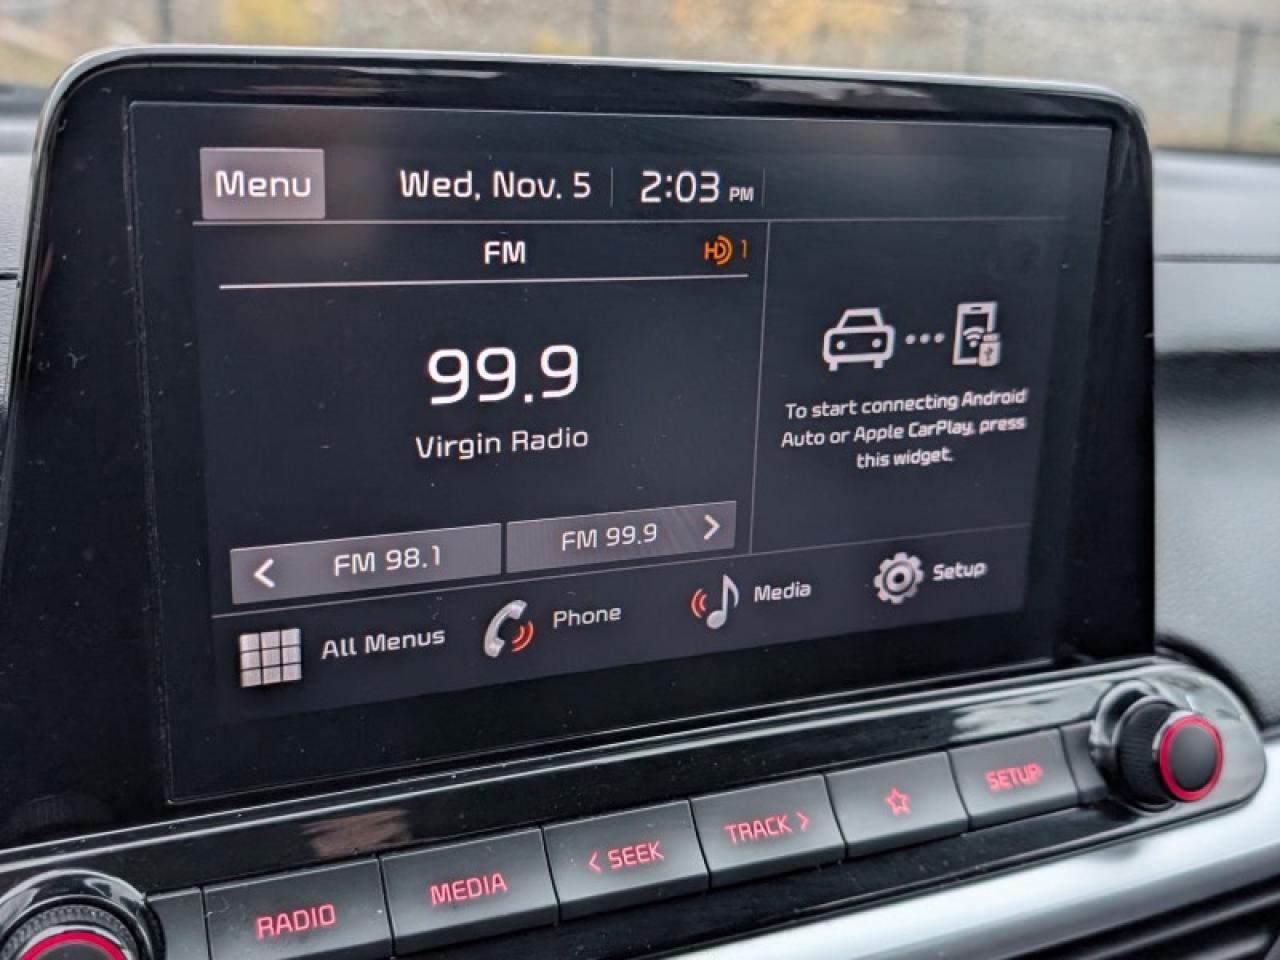 Menu
Wed, Nov. 5
2:03 PM
FM
HD 1
99.9
Virgin Radio
To start connecting Android
Auto or Apple CarPlay, press
this widget.
< FM 98.1
FM 99.9 >
All Menus
Phone
Media
Setup
RADIO
MEDIA
< SEEK
TRACK >
☆
SETUP